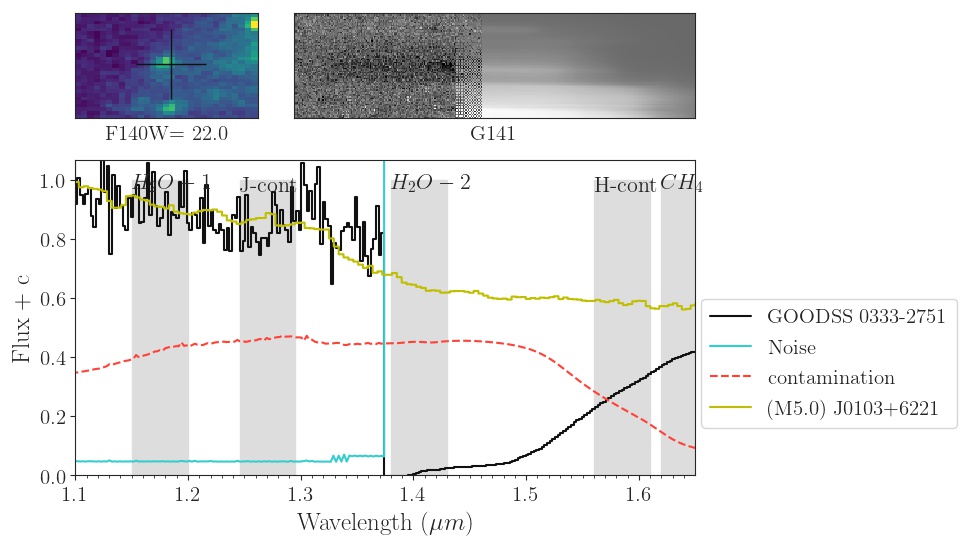 F140W= 22.0
G141
H₂O − 1
J-cont
H₂O − 2
H-cont
CH₄
1.0
0.8
0.6
0.4
0.2
0.0
Flux + c
1.1
1.2
1.3
1.4
1.5
1.6
Wavelength (μm)
GOODSS 0333-2751
Noise
contamination
(M5.0) J0103+6221